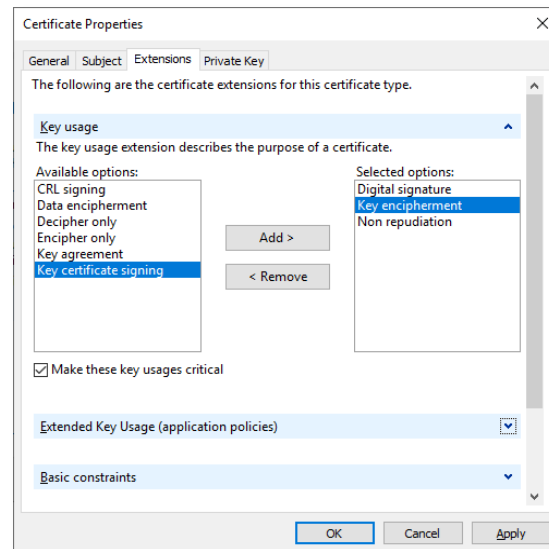 Certificate Properties
General Subject Extensions Private Key
The following are the certificate extensions for this certificate type.
Key usage
The key usage extension describes the purpose of a certificate.
Available options:
CRL signing
Data encipherment
Decipher only
Encipher only
Key agreement
Key certificate signing
Add >
< Remove
Selected options:
Digital signature
Key encipherment
Non repudiation
Make these key usages critical
Extended Key Usage (application policies)
Basic constraints
OK Cancel Apply